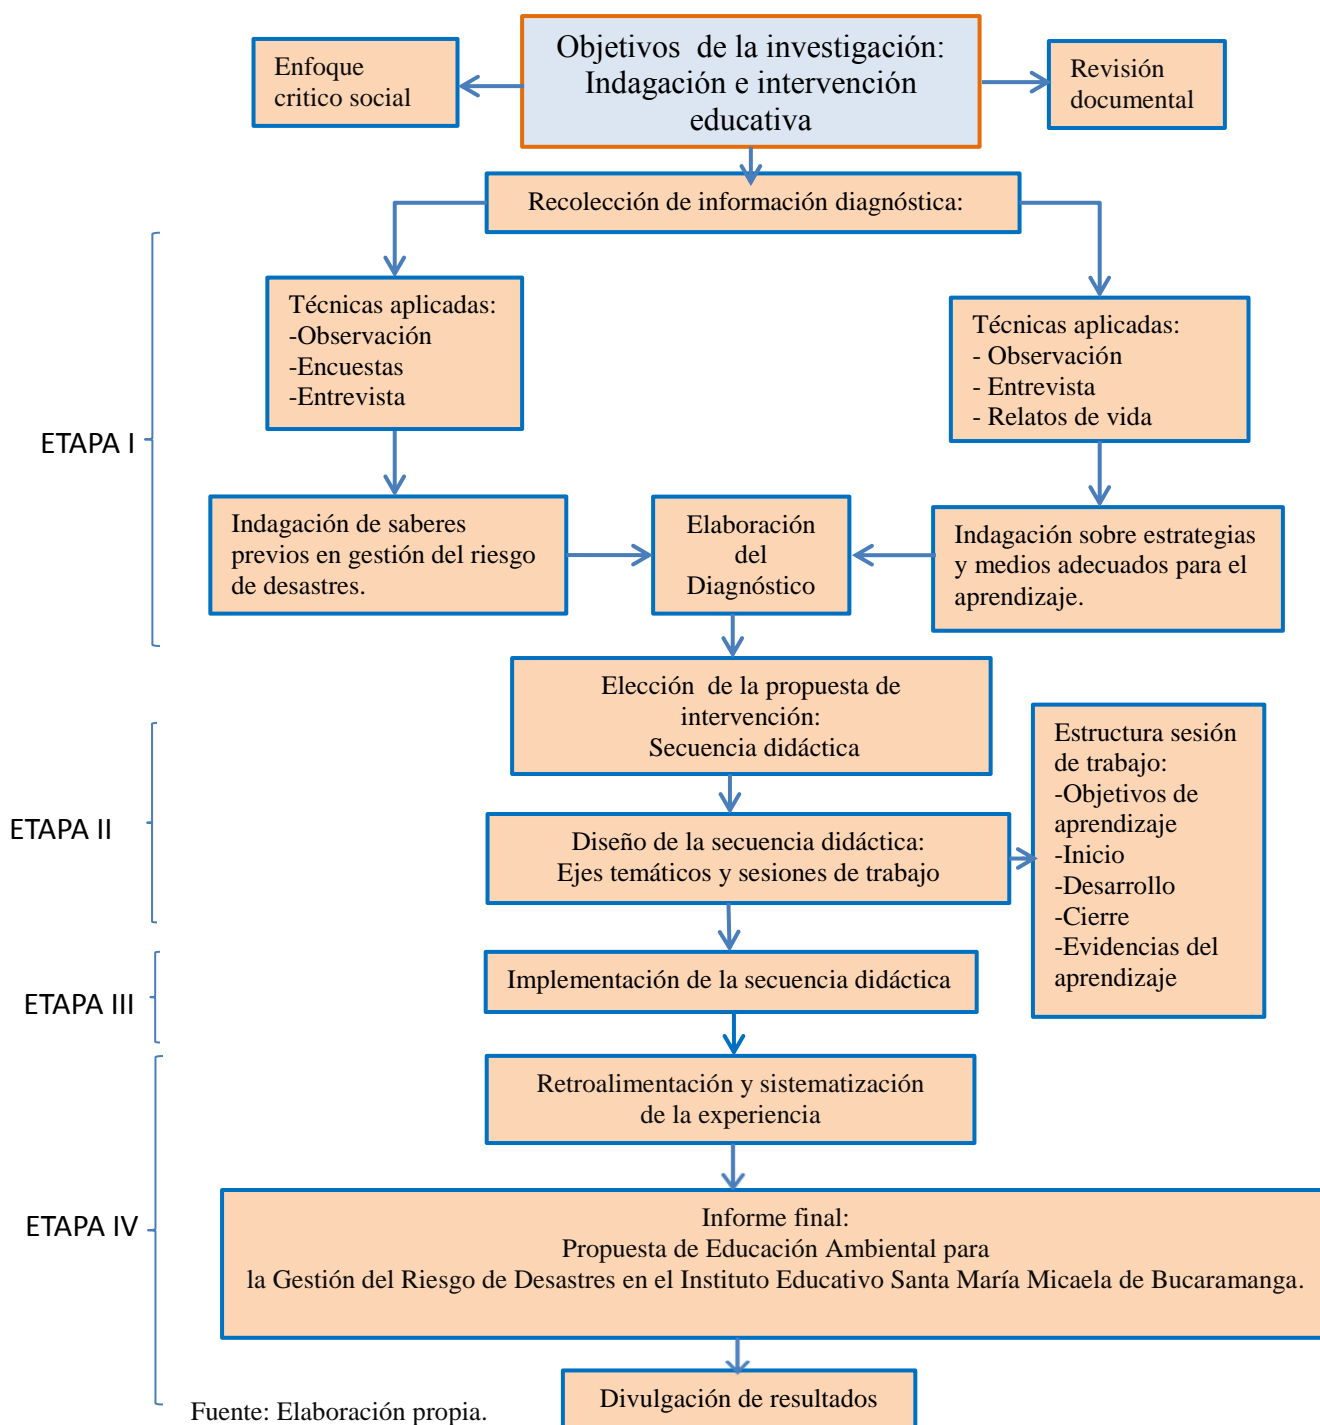 Objetivos de la investigación:
Indagación e intervención
educativa
Enfoque
critico social
Revisión
documental
Recolección de información diagnóstica:
ETAPA I
Técnicas aplicadas:
-Observación
-Encuestas
-Entrevista
Técnicas aplicadas:
- Observación
- Entrevista
- Relatos de vida
Indagación de saberes
previos en gestión del riesgo
de desastres.
Elaboración
del
Diagnóstico
Indagación sobre estrategias
y medios adecuados para el
aprendizaje.
ETAPA II
Elección de la propuesta de
intervención:
Secuencia didáctica
Diseño de la secuencia didáctica:
Ejes temáticos y sesiones de trabajo
Estructura sesión
de trabajo:
-Objetivos de
aprendizaje
-Inicio
-Desarrollo
-Cierre
-Evidencias del
aprendizaje
ETAPA III
Implementación de la secuencia didáctica
ETAPA IV
Retroalimentación y sistematización
de la experiencia
Informe final:
Propuesta de Educación Ambiental para
la Gestión del Riesgo de Desastres en el Instituto Educativo Santa María Micaela de Bucaramanga.
Divulgación de resultados
Fuente: Elaboración propia.